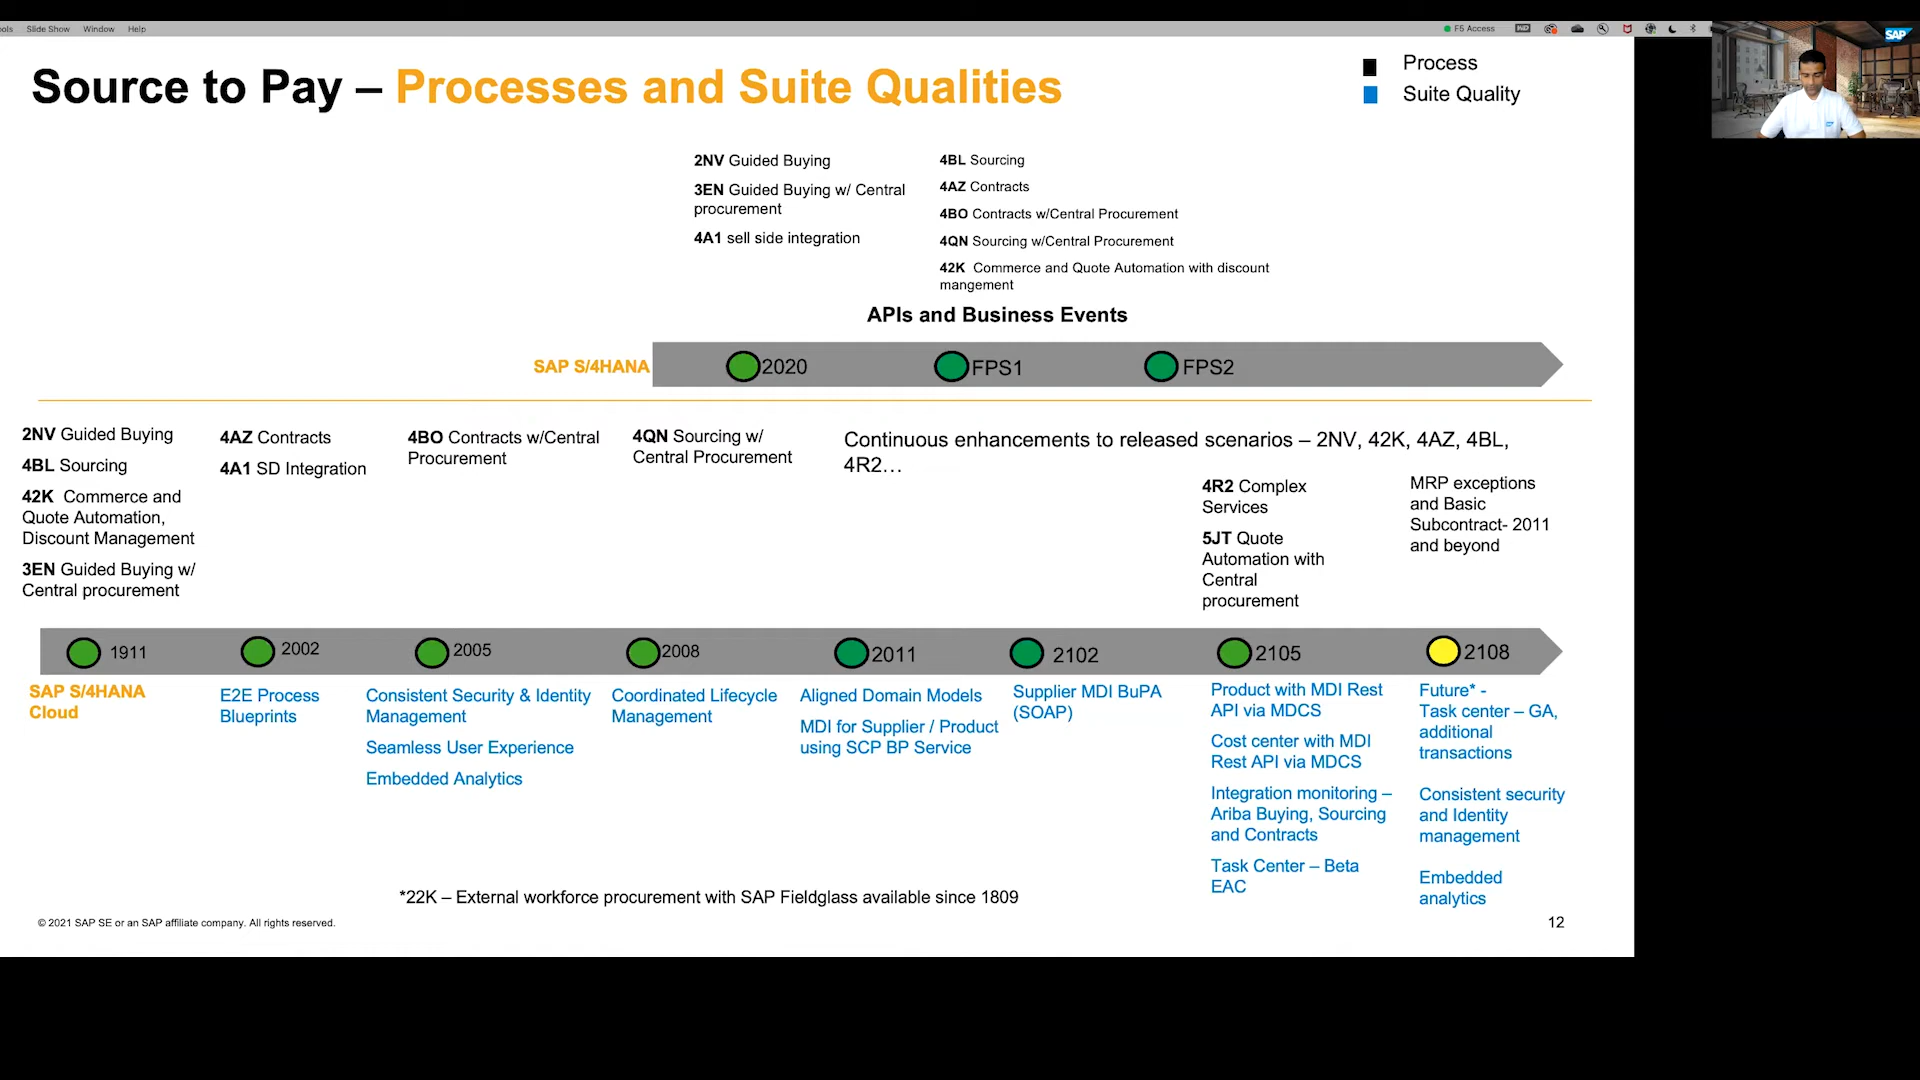 Slide Show Window Help
F5 Access
SAP
Source to Pay – Processes and Suite Qualities
Process
Suite Quality
2NV Guided Buying
3EN Guided Buying w/ Central
procurement
4A1 sell side integration
4BL Sourcing
4AZ Contracts
4BO Contracts w/Central Procurement
4QN Sourcing w/Central Procurement
42K Commerce and Quote Automation with discount
mangement
APIs and Business Events
SAP S/4HANA
2020
FPS1
FPS2
2NV Guided Buying
4BL Sourcing
42K Commerce and
Quote Automation,
Discount Management
3EN Guided Buying w/
Central procurement
4AZ Contracts
4A1 SD Integration
4BO Contracts w/Central
Procurement
4QN Sourcing w/
Central Procurement
Continuous enhancements to released scenarios – 2NV, 42K, 4AZ, 4BL,
4R2…
4R2 Complex
Services
5JT Quote
Automation with
Central
procurement
MRP exceptions
and Basic
Subcontract- 2011
and beyond
1911
2002
2005
2008
2011
2102
2105
2108
SAP S/4HANA
Cloud
E2E Process
Blueprints
Consistent Security & Identity
Management
Seamless User Experience
Embedded Analytics
Coordinated Lifecycle
Management
Aligned Domain Models
MDI for Supplier / Product
using SCP BP Service
Supplier MDI BuPA
(SOAP)
Product with MDI Rest
API via MDCS
Cost center with MDI
Rest API via MDCS
Integration monitoring –
Ariba Buying, Sourcing
and Contracts
Task Center – Beta
EAC
Future* -
Task center – GA,
additional
transactions
Consistent security
and Identity
management
Embedded
analytics
*22K – External workforce procurement with SAP Fieldglass available since 1809
© 2021 SAP SE or an SAP affiliate company. All rights reserved.
12